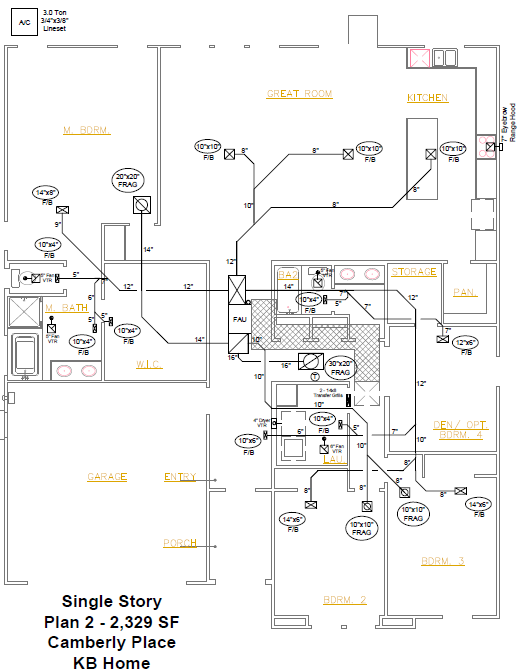 A/C
3.0 Ton
3/4"x3/8"
Lineset
GREAT ROOM
KITCHEN
M. BDRM.
7" Eyebrow
Range Hood
10"x10"
F/B
8"
10"x10"
F/B
8"
10"x10"
F/B
20"x20"
FRAG
14"x8"
F/B
10"
8"
9"
10"x4"
F/B
14"
12"
5" Fan
VTR
5"
12"
12"
14"
BA2
STORAGE
PAN.
6"
5"
M. BATH
5" Fan
VTR
10"x4"
F/B
10"x4"
F/B
10"x4"
F/B
5"
7"
7"
FAU
12"x6"
F/B
14"
10"
16"
16"
W.I.C.
30"x20"
FRAG
T
12"
10"
2 - 14x8
Transfer Grille
10"
4" Dryer
VTR
10"x4"
F/B
5"
10"x6"
F/B
6"
7"
5" Fan
VTR
LAU.
10"
10"
DEN/ OPT.
BDRM. 4
GARAGE
ENTRY
8"
8"
8"
8"
14"x6"
F/B
10"x10"
FRAG
10"x10"
FRAG
14"x6"
F/B
PORCH
BDRM. 3
BDRM. 2
Single Story
Plan 2 - 2,329 SF
Camberly Place
KB Home